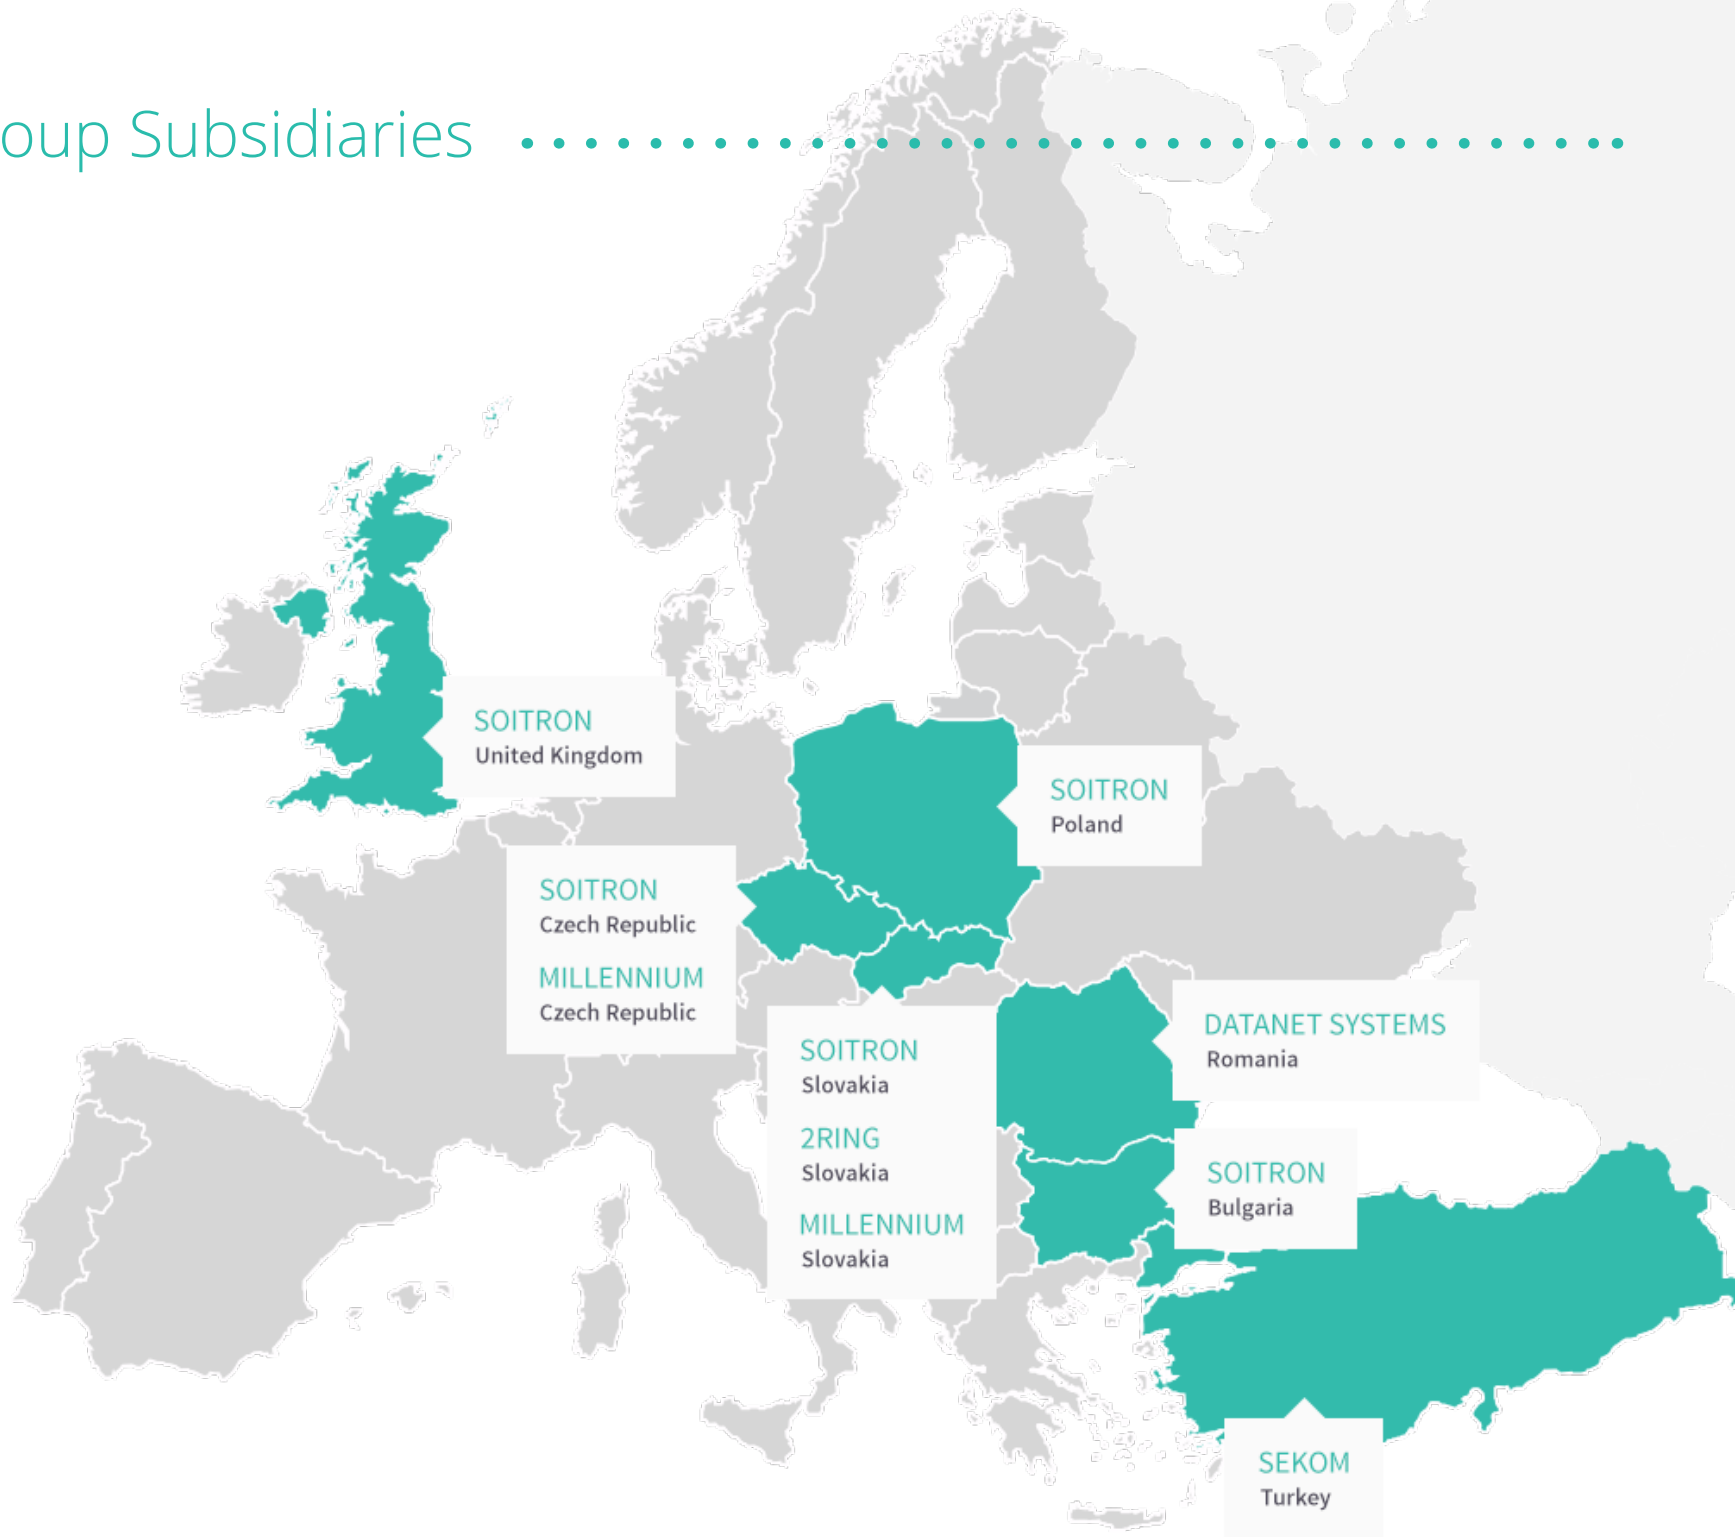 oup Subsidiaries
SOITRON
United Kingdom
SOITRON
Poland
SOITRON
Czech Republic
MILLENNIUM
Czech Republic
SOITRON
Slovakia
2RING
Slovakia
MILLENNIUM
Slovakia
DATANET SYSTEMS
Romania
SOITRON
Bulgaria
SEKOM
Turkey